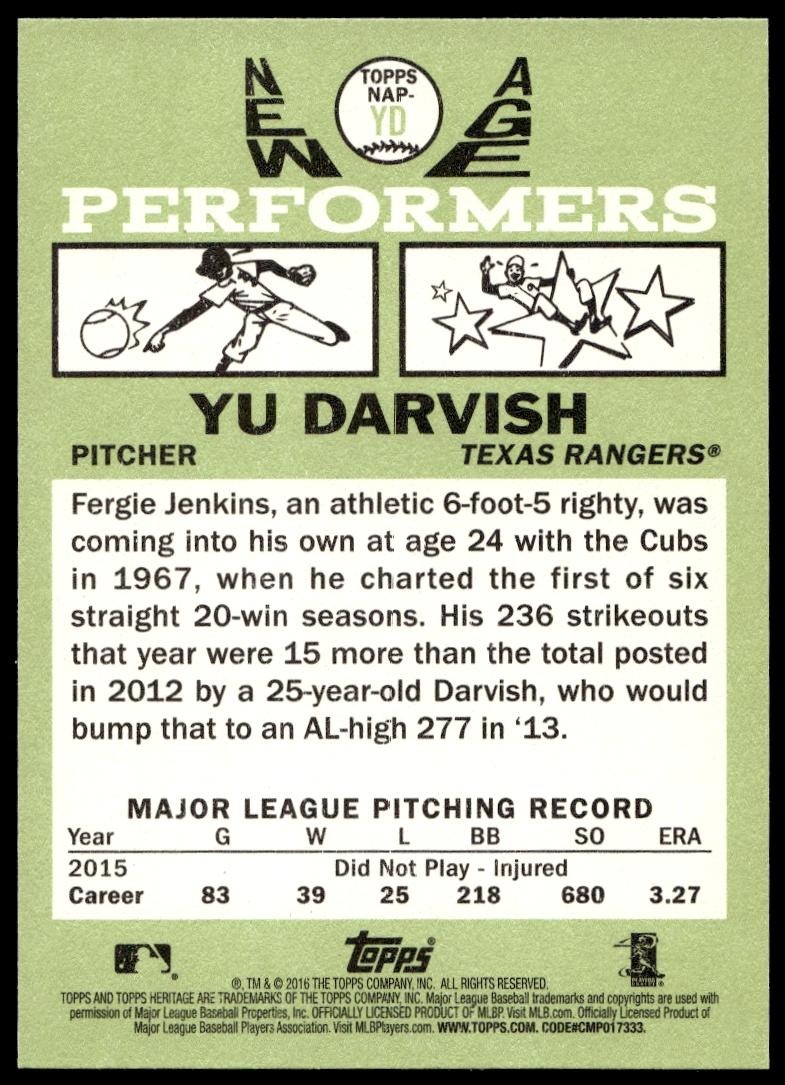 NEW AGE
TOPPS
NAP-
YD
PERFORMERS
YU DARVISH
PITCHER TEXAS RANGERS®
Fergie Jenkins, an athletic 6-foot-5 righty, was
coming into his own at age 24 with the Cubs
in 1967, when he charted the first of six
straight 20-win seasons. His 236 strikeouts
that year were 15 more than the total posted
in 2012 by a 25-year-old Darvish, who would
bump that to an AL-high 277 in ‘13.
MAJOR LEAGUE PITCHING RECORD
Year G W L BB SO ERA
2015 Did Not Play - Injured
Career 83 39 25 218 680 3.27
Topps®
®, TM & © 2016 THE TOPPS COMPANY, INC. ALL RIGHTS RESERVED.
TOPPS AND TOPPS HERITAGE ARE TRADEMARKS OF THE TOPPS COMPANY, INC. Major League Baseball trademarks and copyrights are used with
permission of Major League Baseball Properties, Inc. OFFICIALLY LICENSED PRODUCT OF MLBP. Visit MLB.com. Officially Licensed Product of
Major League Baseball Players Association. Visit MLBPlayers.com. WWW.TOPPS.COM. CODE#CMP017333.